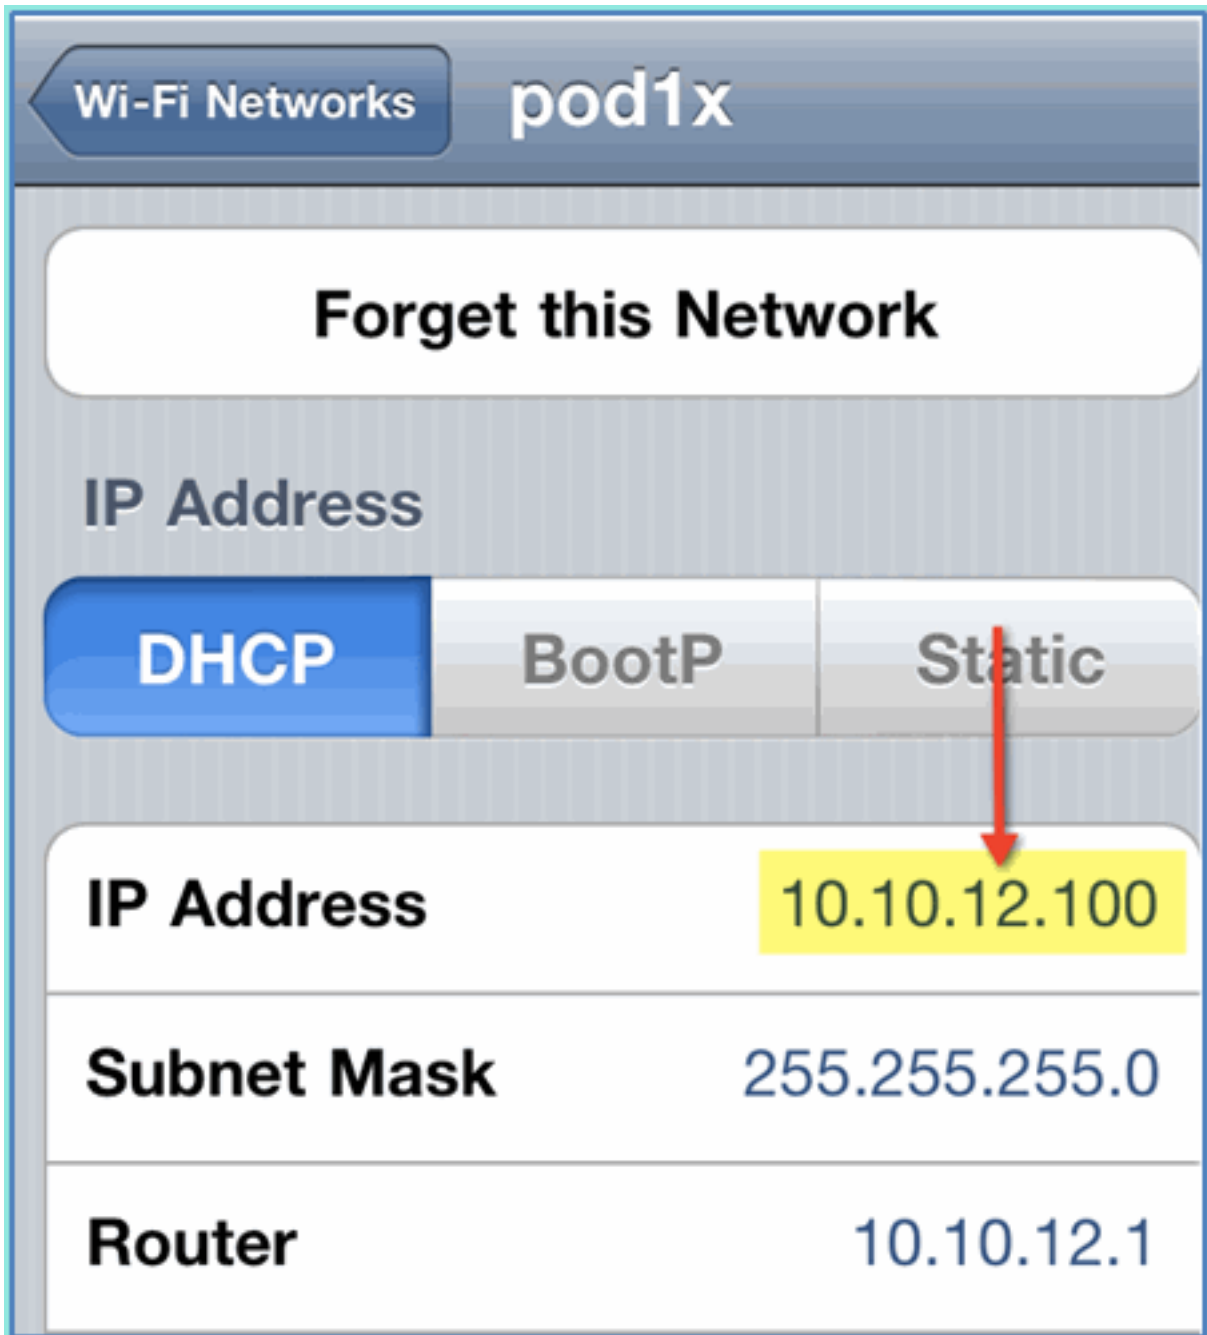 Wi-Fi Networks pod1x
Forget this Network
IP Address
DHCP BootP Static
IP Address 10.10.12.100
Subnet Mask 255.255.255.0
Router 10.10.12.1